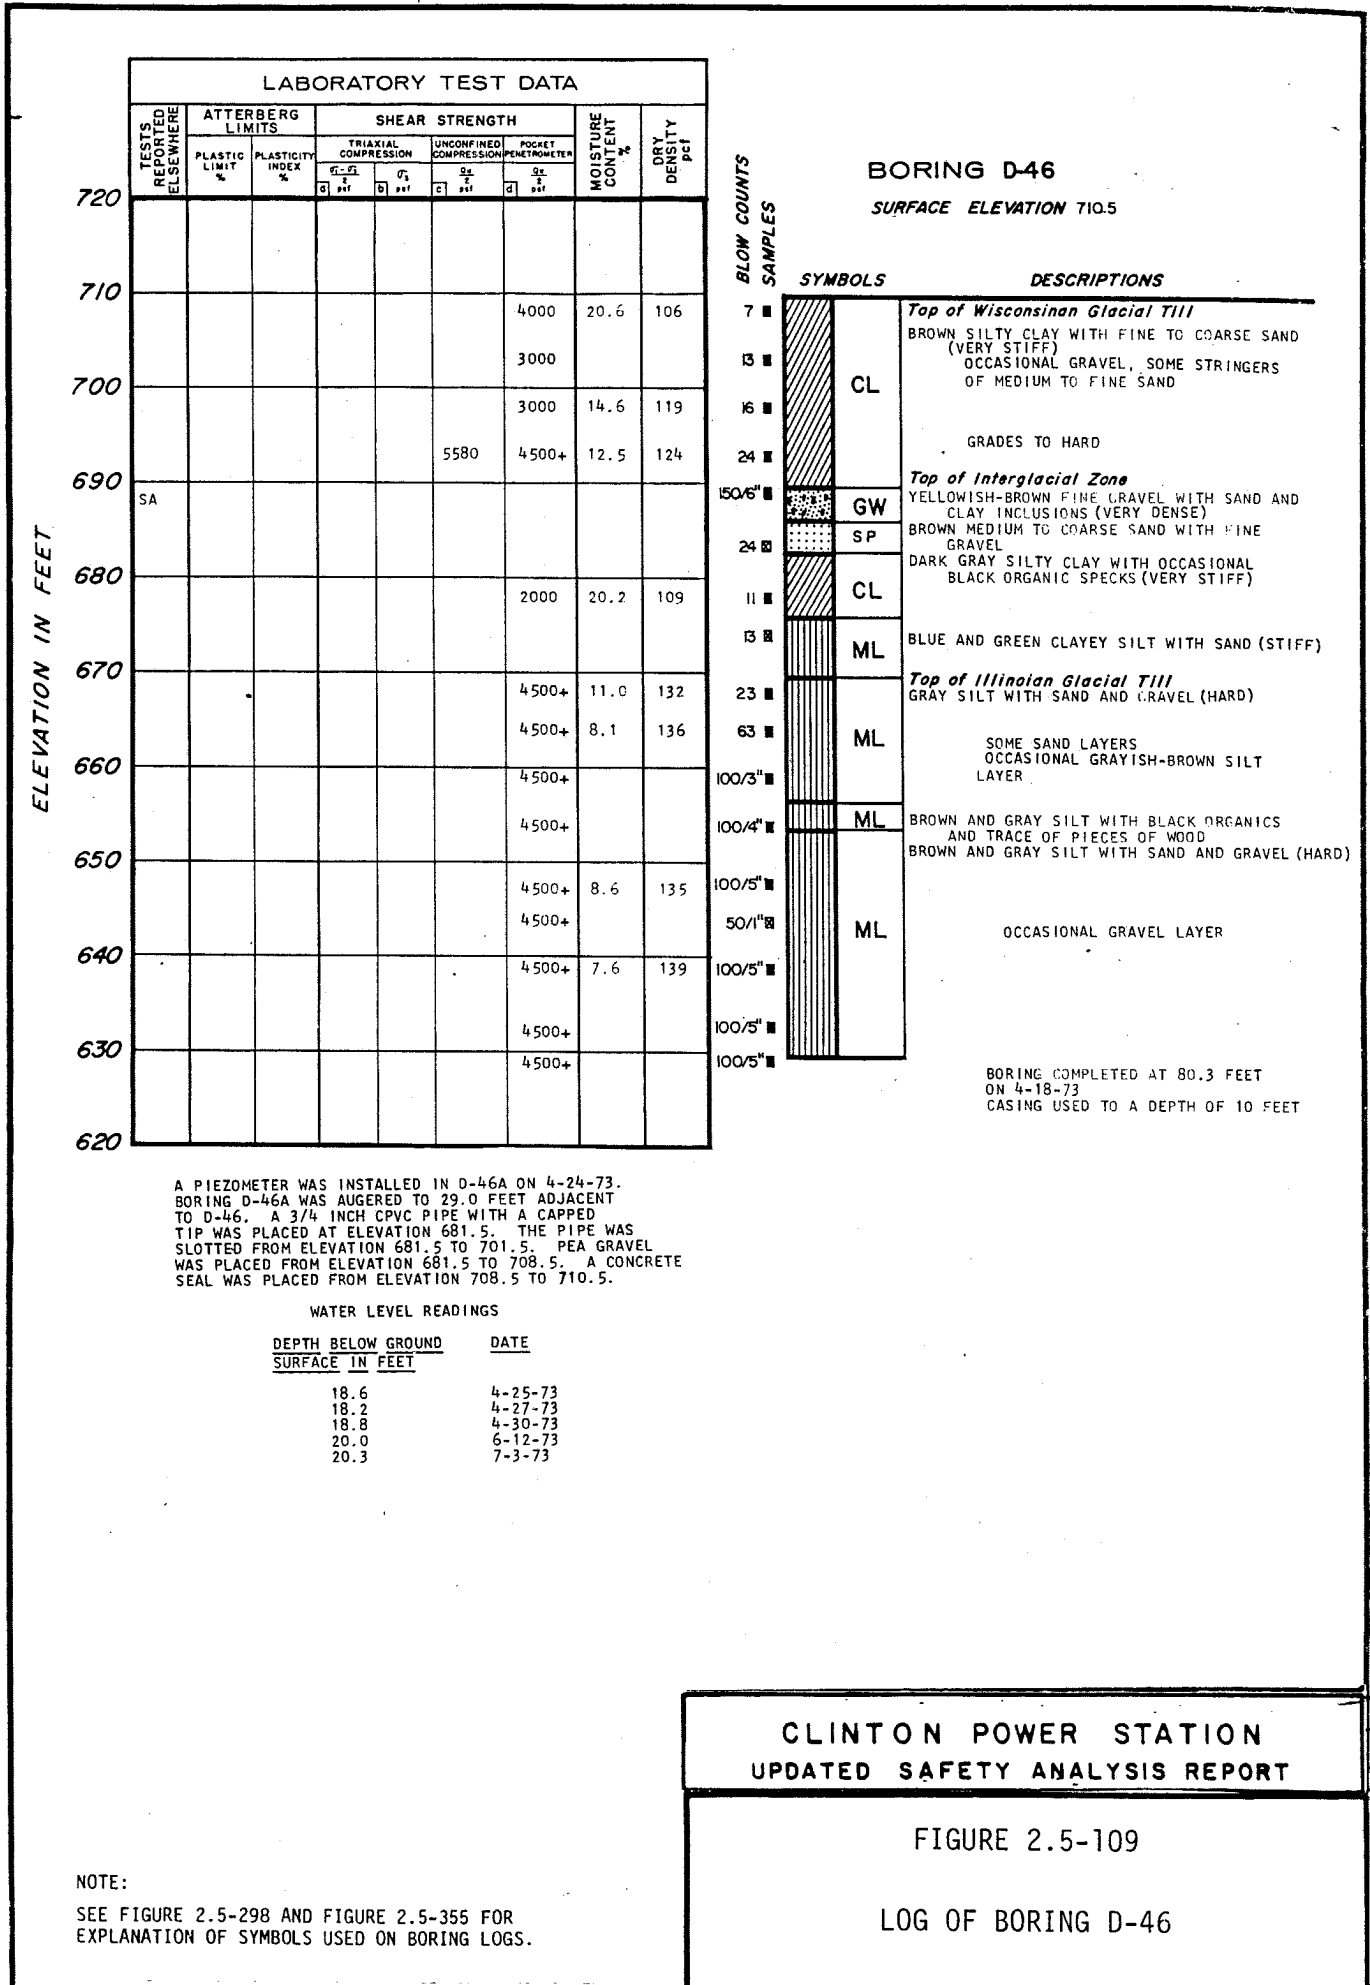 LABORATORY TEST DATA
TESTS REPORTED ELSEWHERE
ATTERBERG LIMITS
PLASTIC LIMIT %
PLASTICITY INDEX %
SHEAR STRENGTH
TRIAXIAL COMPRESSION
UNCONFINED COMPRESSION
POCKET PENETROMETER
a psf
b psf
c psf
d psf
MOISTURE CONTENT %
DRY DENSITY pcf
BLOW COUNTS
SAMPLES
BORING D-46
SURFACE ELEVATION 710.5
SYMBOLS
DESCRIPTIONS
ELEVATION IN FEET
720
710
4000 20.6 106 7
3000 13
700
3000 14.6 119 16
5580 4500+ 12.5 124 24
690
SA 150/6"
24
680
2000 20.2 109 11
13
670
4500+ 11.0 132 23
4500+ 8.1 136 63
660
4500+ 100/3"
4500+ 100/4"
650
4500+ 8.6 135 100/5"
4500+ 50/1"
640
4500+ 7.6 139 100/5"
4500+ 100/5"
630
4500+ 100/5"
620
Top of Wisconsinan Glacial Till
CL
BROWN SILTY CLAY WITH FINE TO COARSE SAND
(VERY STIFF)
OCCASIONAL GRAVEL, SOME STRINGERS
OF MEDIUM TO FINE SAND
GRADES TO HARD
Top of Interglacial Zone
GW
YELLOWISH-BROWN FINE GRAVEL WITH SAND AND
CLAY INCLUSIONS (VERY DENSE)
SP
BROWN MEDIUM TO COARSE SAND WITH FINE
GRAVEL
CL
DARK GRAY SILTY CLAY WITH OCCASIONAL
BLACK ORGANIC SPECKS (VERY STIFF)
ML
BLUE AND GREEN CLAYEY SILT WITH SAND (STIFF)
Top of Illinoian Glacial Till
ML
GRAY SILT WITH SAND AND GRAVEL (HARD)
SOME SAND LAYERS
OCCASIONAL GRAYISH-BROWN SILT
LAYER
ML
BROWN AND GRAY SILT WITH BLACK ORGANICS
AND TRACE OF PIECES OF WOOD
BROWN AND GRAY SILT WITH SAND AND GRAVEL (HARD)
ML
OCCASIONAL GRAVEL LAYER
BORING COMPLETED AT 80.3 FEET
ON 4-18-73
CASING USED TO A DEPTH OF 10 FEET
A PIEZOMETER WAS INSTALLED IN D-46A ON 4-24-73.
BORING D-46A WAS AUGERED TO 29.0 FEET ADJACENT
TO D-46. A 3/4 INCH CPVC PIPE WITH A CAPPED
TIP WAS PLACED AT ELEVATION 681.5. THE PIPE WAS
SLOTTED FROM ELEVATION 681.5 TO 701.5. PEA GRAVEL
WAS PLACED FROM ELEVATION 681.5 TO 708.5. A CONCRETE
SEAL WAS PLACED FROM ELEVATION 708.5 TO 710.5.
WATER LEVEL READINGS
DEPTH BELOW GROUND DATE
SURFACE IN FEET
18.6 4-25-73
18.2 4-27-73
18.8 4-30-73
20.0 6-12-73
20.3 7-3-73
CLINTON POWER STATION
UPDATED SAFETY ANALYSIS REPORT
FIGURE 2.5-109
LOG OF BORING D-46
NOTE:
SEE FIGURE 2.5-298 AND FIGURE 2.5-355 FOR
EXPLANATION OF SYMBOLS USED ON BORING LOGS.